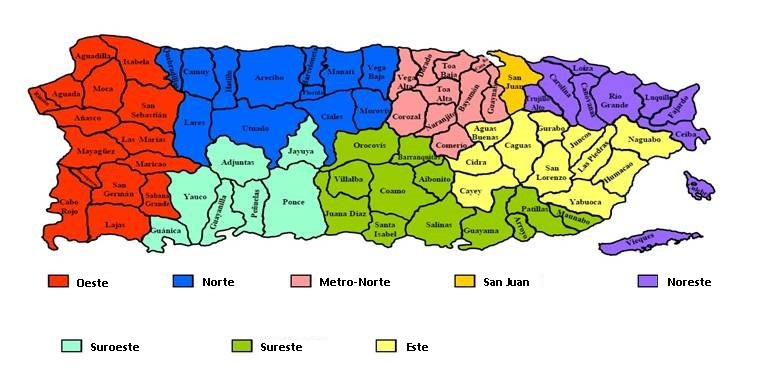 Aguadilla
Isabela
Quebradillas
Camuy
Hatillo
Arecibo
Barceloneta
Manatí
Vega
Baja
Vega
Alta
Dorado
Toa
Baja
San
Juan
Loíza
Carolina
Canovanas
Río
Grande
Luquillo
Fajardo
Ceiba
Rincón
Aguada
Moca
San
Sebastián
Añasco
Las Marías
Mayagüez
Maricao
Lares
Utuado
Florida
Ciales
Morovis
Corozal
Toa
Alta
Naranjito
Bayamón
Guaynabo
Trujillo
Alto
Comerío
Aguas
Buenas
Caguas
Gurabo
Juncos
Las Piedras
Naguabo
Humacao
San
Germán
Sabana
Grande
Cabo
Rojo
Lajas
Yauco
Guánica
Guayanilla
Peñuelas
Adjuntas
Jayuya
Ponce
Orocovis
Barranquitas
Villalba
Coamo
Aibonito
Juana Díaz
Santa
Isabel
Salinas
Cidra
Cayey
San
Lorenzo
Yabucoa
Guayama
Arroyo
Patillas
Maunabo
Vieques
Oeste
Norte
Metro-Norte
San Juan
Noreste
Suroeste
Sureste
Este